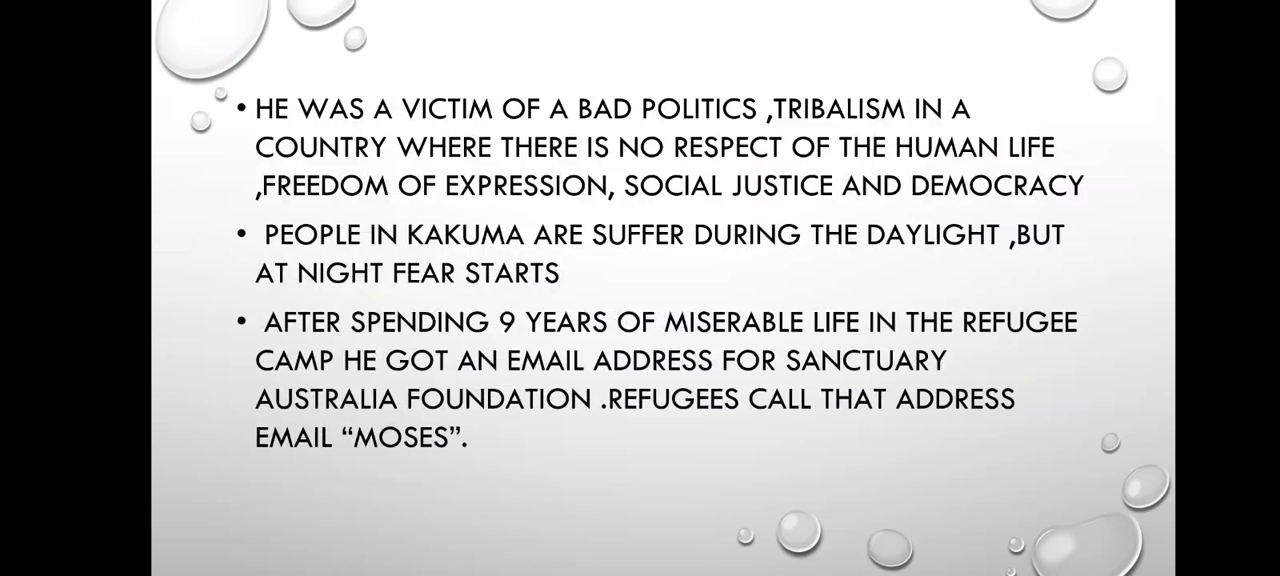 • HE WAS A VICTIM OF A BAD POLITICS ,TRIBALISM IN A
COUNTRY WHERE THERE IS NO RESPECT OF THE HUMAN LIFE
,FREEDOM OF EXPRESSION, SOCIAL JUSTICE AND DEMOCRACY
• PEOPLE IN KAKUMA ARE SUFFER DURING THE DAYLIGHT ,BUT
AT NIGHT FEAR STARTS
• AFTER SPENDING 9 YEARS OF MISERABLE LIFE IN THE REFUGEE
CAMP HE GOT AN EMAIL ADDRESS FOR SANCTUARY
AUSTRALIA FOUNDATION .REFUGEES CALL THAT ADDRESS
EMAIL “MOSES”.